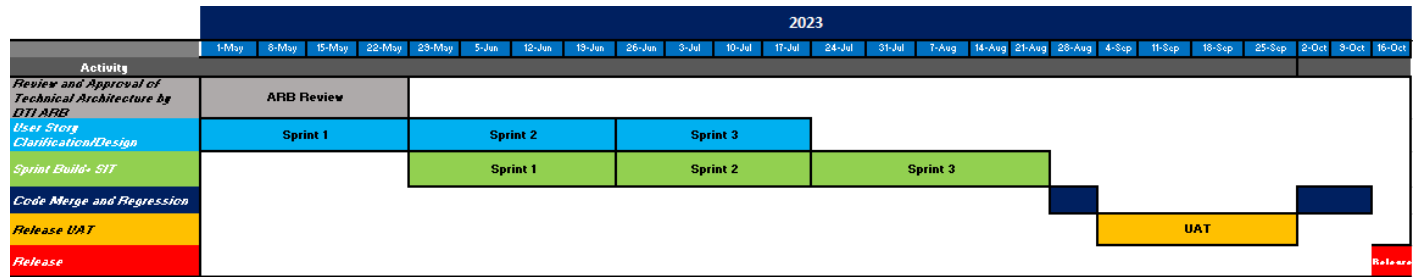 2023
1-May 8-May 15-May 22-May 29-May 5-Jun 12-Jun 19-Jun 26-Jun 3-Jul 10-Jul 17-Jul 24-Jul 31-Jul 7-Aug 14-Aug 21-Aug 28-Aug 4-Sep 11-Sep 18-Sep 25-Sep 2-Oct 9-Oct 16-Oct
Activity
Review and Approval of
Technical Architecture by
DTI ARB
ARB Review
User Story
Clarification/Design
Sprint 1 Sprint 2 Sprint 3
Sprint Build+ SIT
Sprint 1 Sprint 2 Sprint 3
Code Merge and Regression
Release UAT
UAT
Release
Release